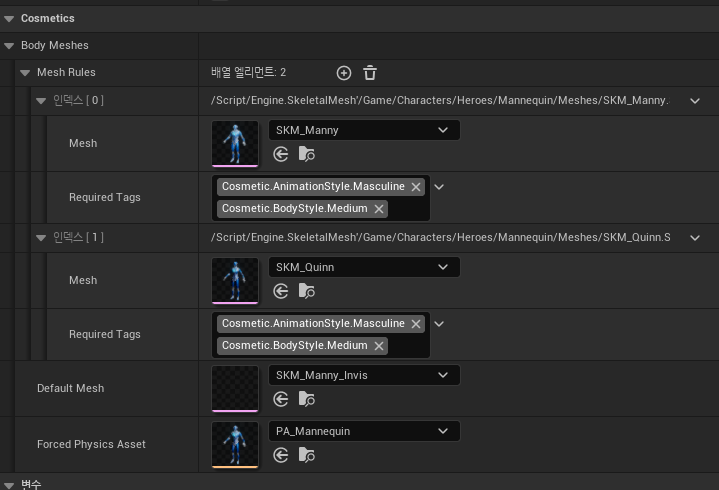 Cosmetics
Body Meshes
Mesh Rules 배열 엘리먼트: 2
인덱스 [ 0 ] /Script/Engine.SkeletalMesh'/Game/Characters/Heroes/Mannequin/Meshes/SKM_Manny.
Mesh SKM_Manny
Required Tags Cosmetic.AnimationStyle.Masculine
Cosmetic.BodyStyle.Medium
인덱스 [ 1 ] /Script/Engine.SkeletalMesh'/Game/Characters/Heroes/Mannequin/Meshes/SKM_Quinn.S
Mesh SKM_Quinn
Required Tags Cosmetic.AnimationStyle.Masculine
Cosmetic.BodyStyle.Medium
Default Mesh SKM_Manny_Invis
Forced Physics Asset PA_Mannequin
변수